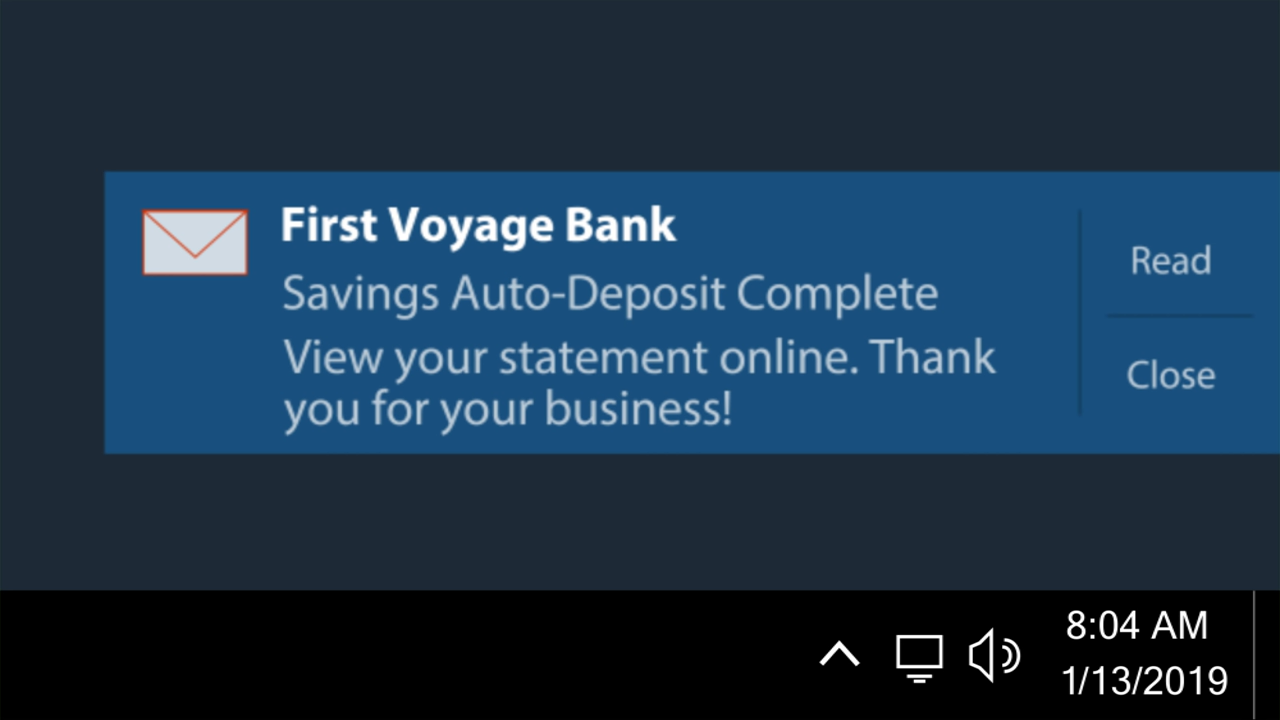 First Voyage Bank
Savings Auto-Deposit Complete
View your statement online. Thank
you for your business!
Read
Close
8:04 AM
1/13/2019